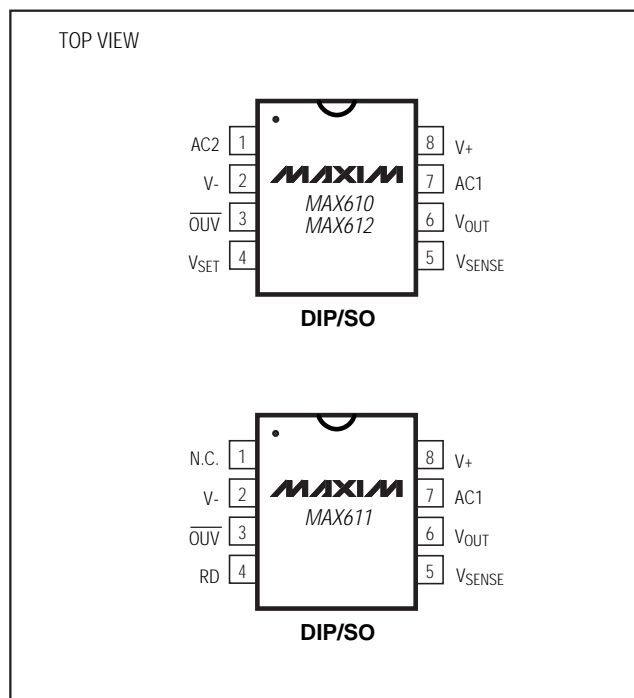 TOP VIEW
AC2 1
V- 2
OUV 3
VSET 4
MAXIM
MAX610
MAX612
8 V+
7 AC1
6 VOUT
5 VSENSE
DIP/SO
N.C. 1
V- 2
OUV 3
RD 4
MAXIM
MAX611
8 V+
7 AC1
6 VOUT
5 VSENSE
DIP/SO